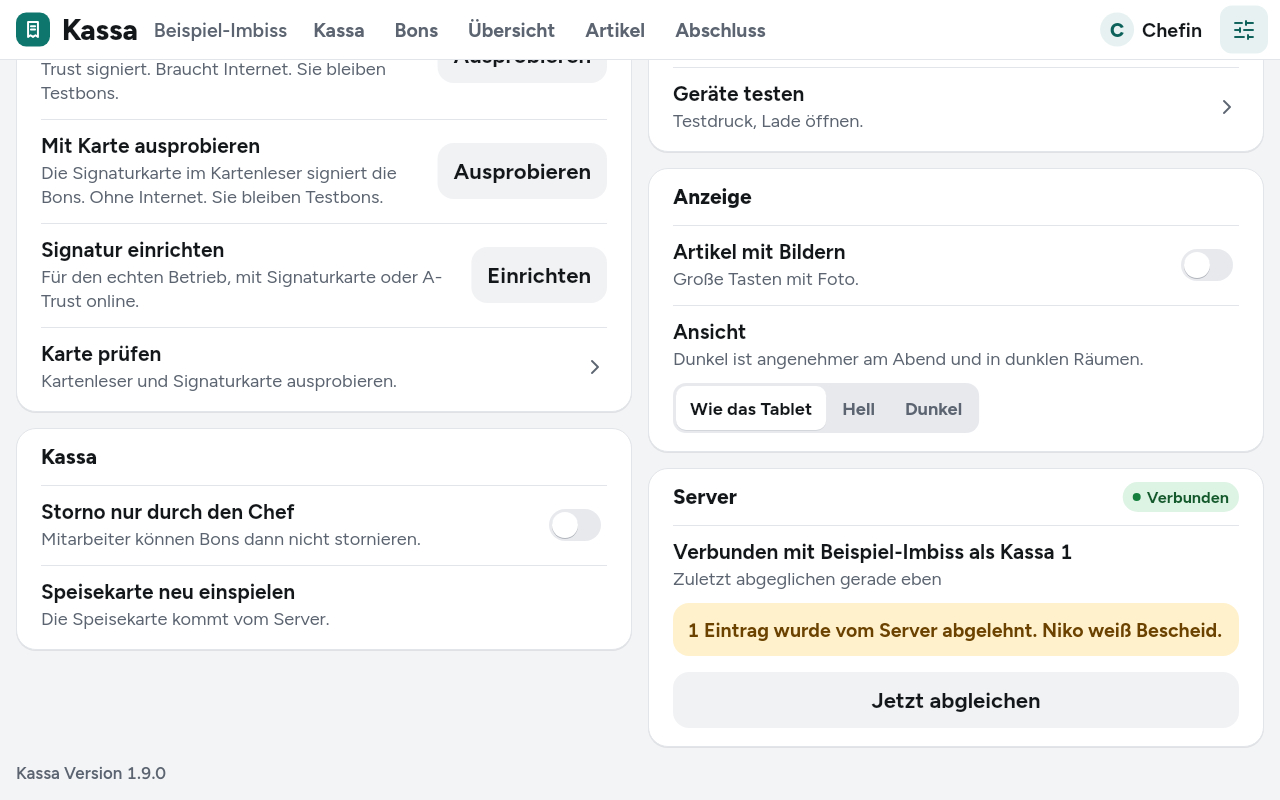 Kassa
Beispiel-Imbiss
Kassa
Bons
Übersicht
Artikel
Abschluss
C
Chefin
Trust signiert. Braucht Internet. Sie bleiben
Testbons.
Ausprobieren
Mit Karte ausprobieren
Die Signaturkarte im Kartenleser signiert die
Bons. Ohne Internet. Sie bleiben Testbons.
Ausprobieren
Signatur einrichten
Für den echten Betrieb, mit Signaturkarte oder A-
Trust online.
Einrichten
Karte prüfen
Kartenleser und Signaturkarte ausprobieren.
Kassa
Storno nur durch den Chef
Mitarbeiter können Bons dann nicht stornieren.
Speisekarte neu einspielen
Die Speisekarte kommt vom Server.
Geräte testen
Testdruck, Lade öffnen.
Anzeige
Artikel mit Bildern
Große Tasten mit Foto.
Ansicht
Dunkel ist angenehmer am Abend und in dunklen Räumen.
Wie das Tablet
Hell
Dunkel
Server
Verbunden
Verbunden mit Beispiel-Imbiss als Kassa 1
Zuletzt abgeglichen gerade eben
1 Eintrag wurde vom Server abgelehnt. Niko weiß Bescheid.
Jetzt abgleichen
Kassa Version 1.9.0